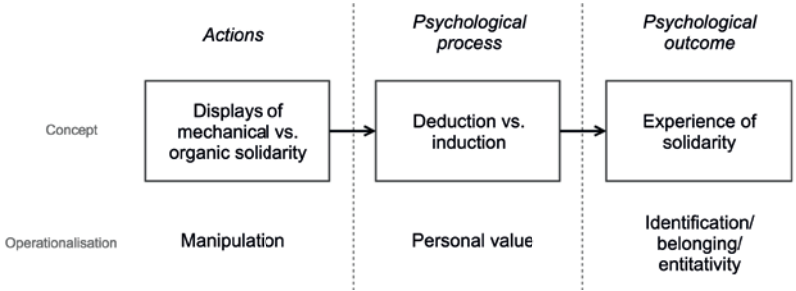 Actions
Psychological
process
Psychological
outcome
Concept
Displays of
mechanical vs.
organic solidarity
Deduction vs.
induction
Experience of
solidarity
Operationalisation
Manipulation
Personal value
Identification/
belonging/
entitativity